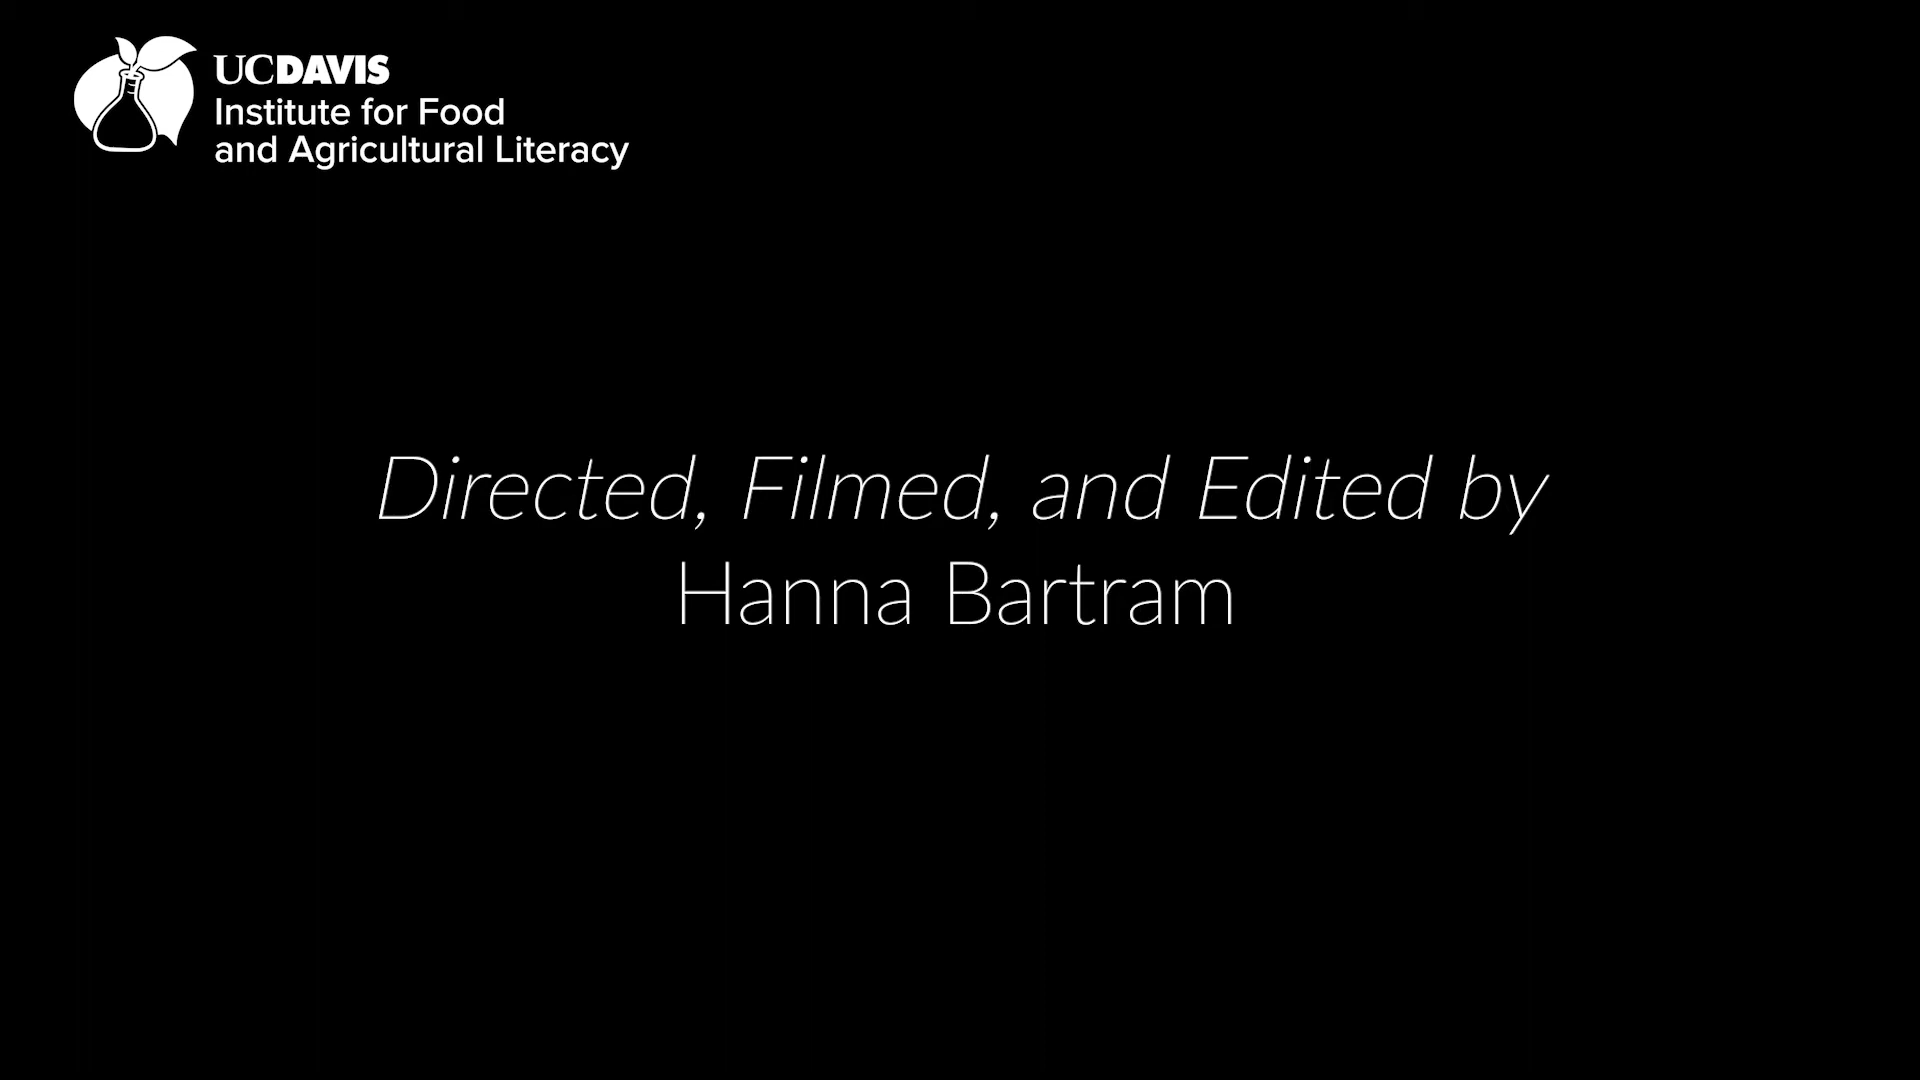 UCDAVIS
Institute for Food
and Agricultural Literacy
Directed, Filmed, and Edited by
Hanna Bartram